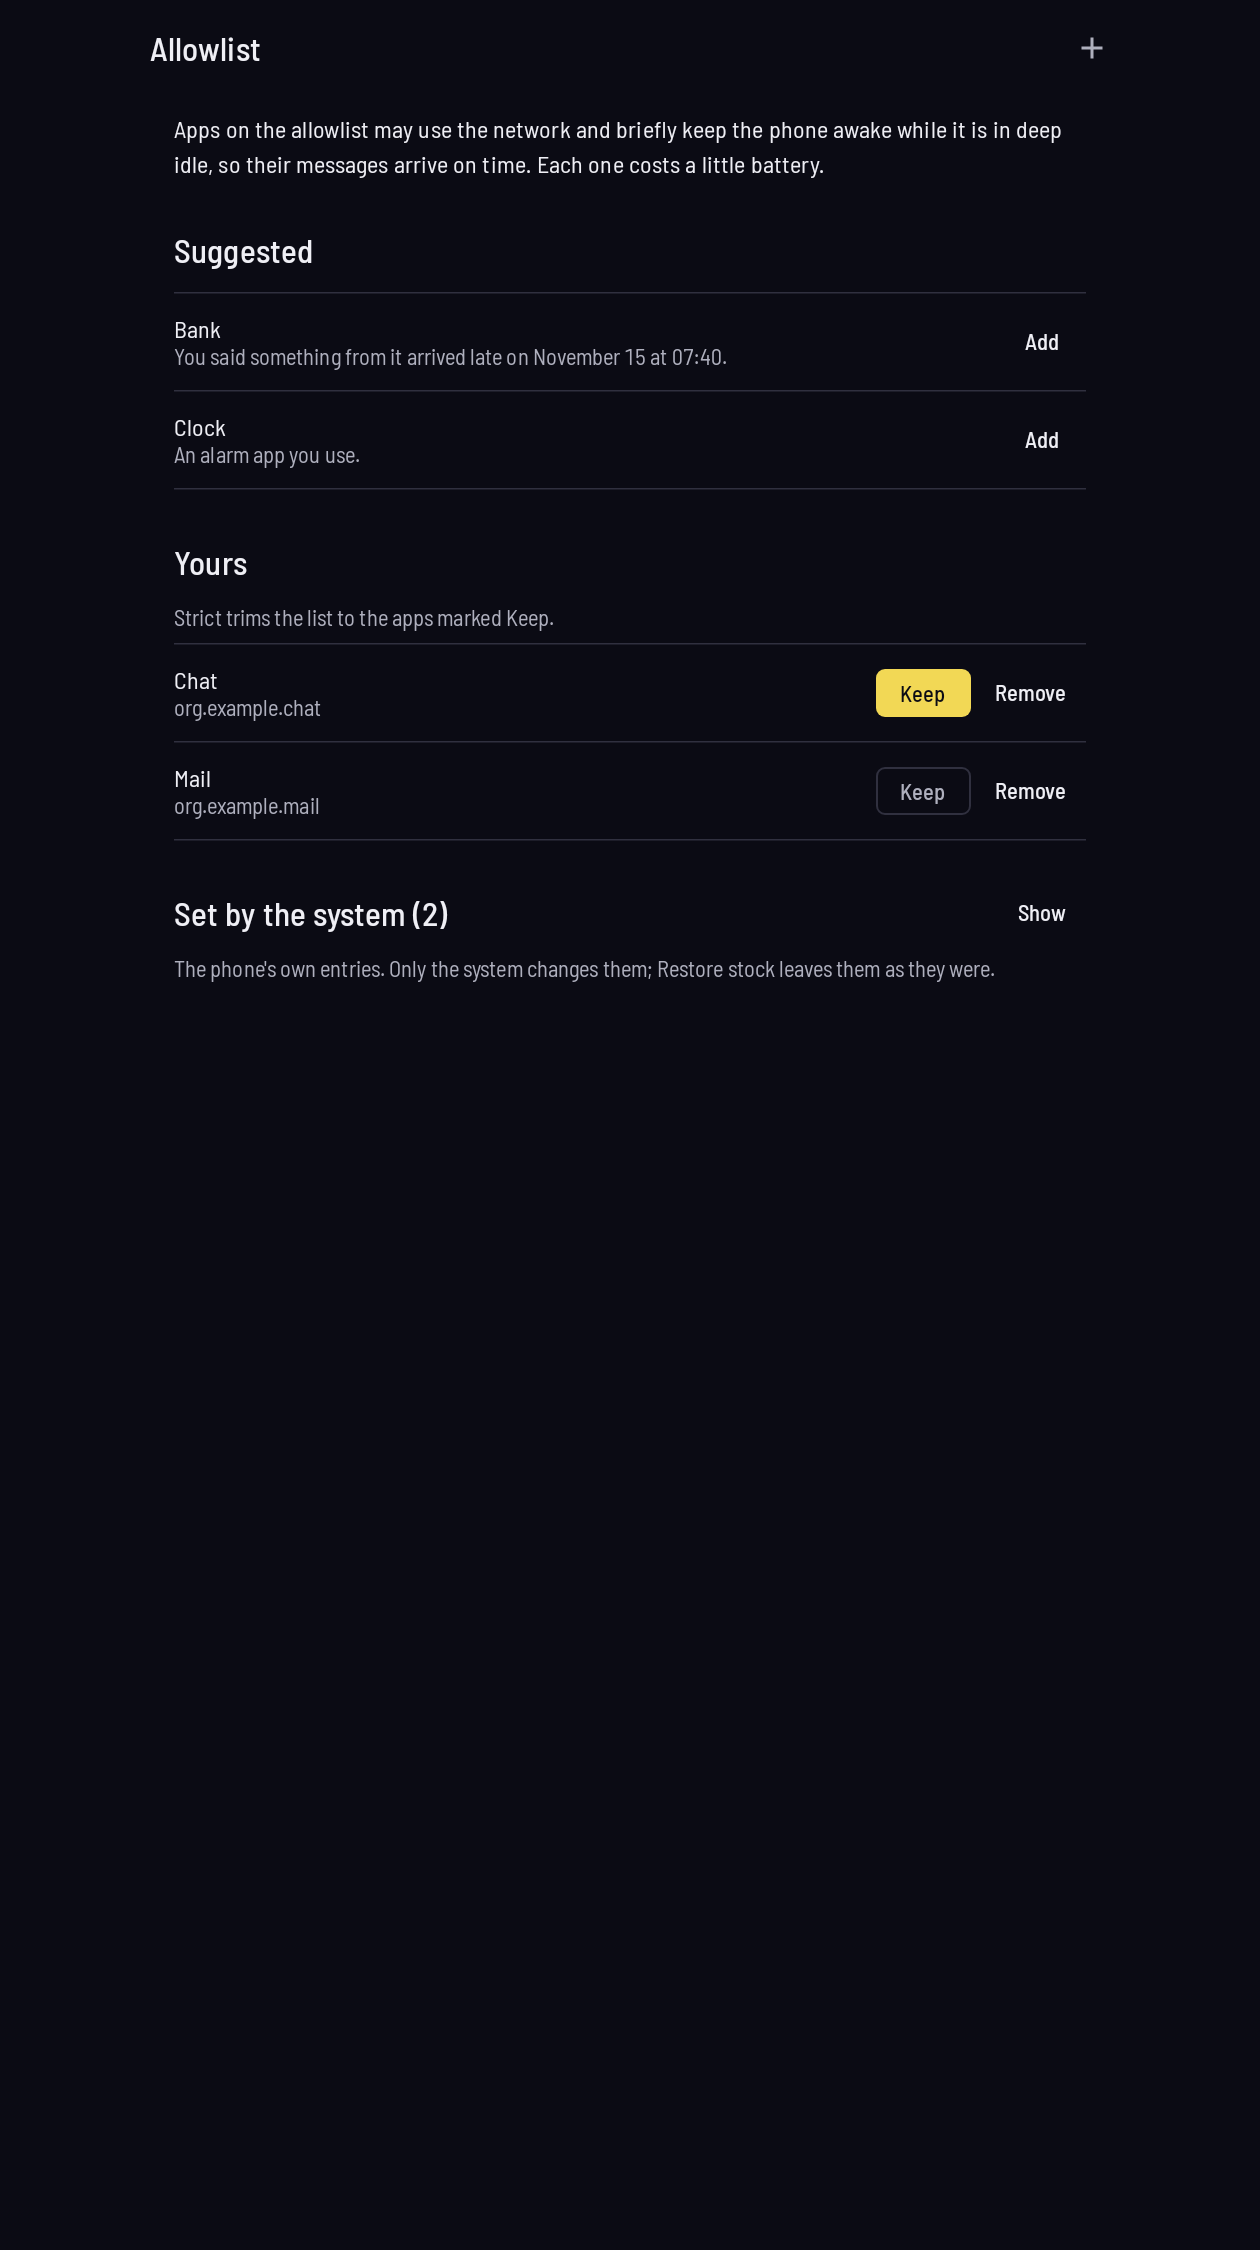 Allowlist
Apps on the allowlist may use the network and briefly keep the phone awake while it is in deep
idle, so their messages arrive on time. Each one costs a little battery.
Suggested
Bank
You said something from it arrived late on November 15 at 07:40.
Add
Clock
An alarm app you use.
Add
Yours
Strict trims the list to the apps marked Keep.
Chat
org.example.chat
Keep
Remove
Mail
org.example.mail
Keep
Remove
Set by the system (2)
Show
The phone's own entries. Only the system changes them; Restore stock leaves them as they were.